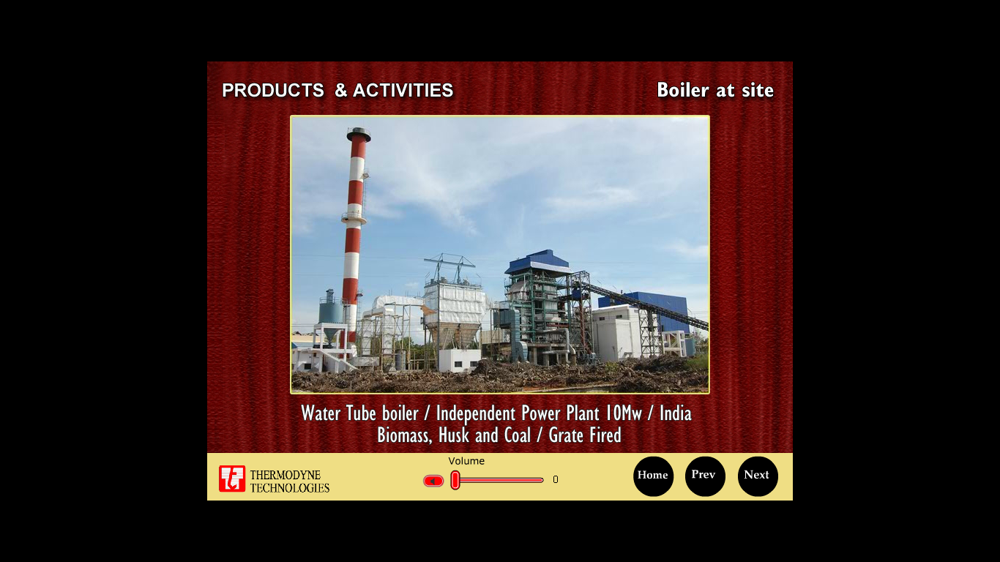 PRODUCTS & ACTIVITIES
Boiler at site
Water Tube boiler / Independent Power Plant 10Mw / India
Biomass, Husk and Coal / Grate Fired
THERMODYNE
TECHNOLOGIES
Volume
0
Home
Prev
Next